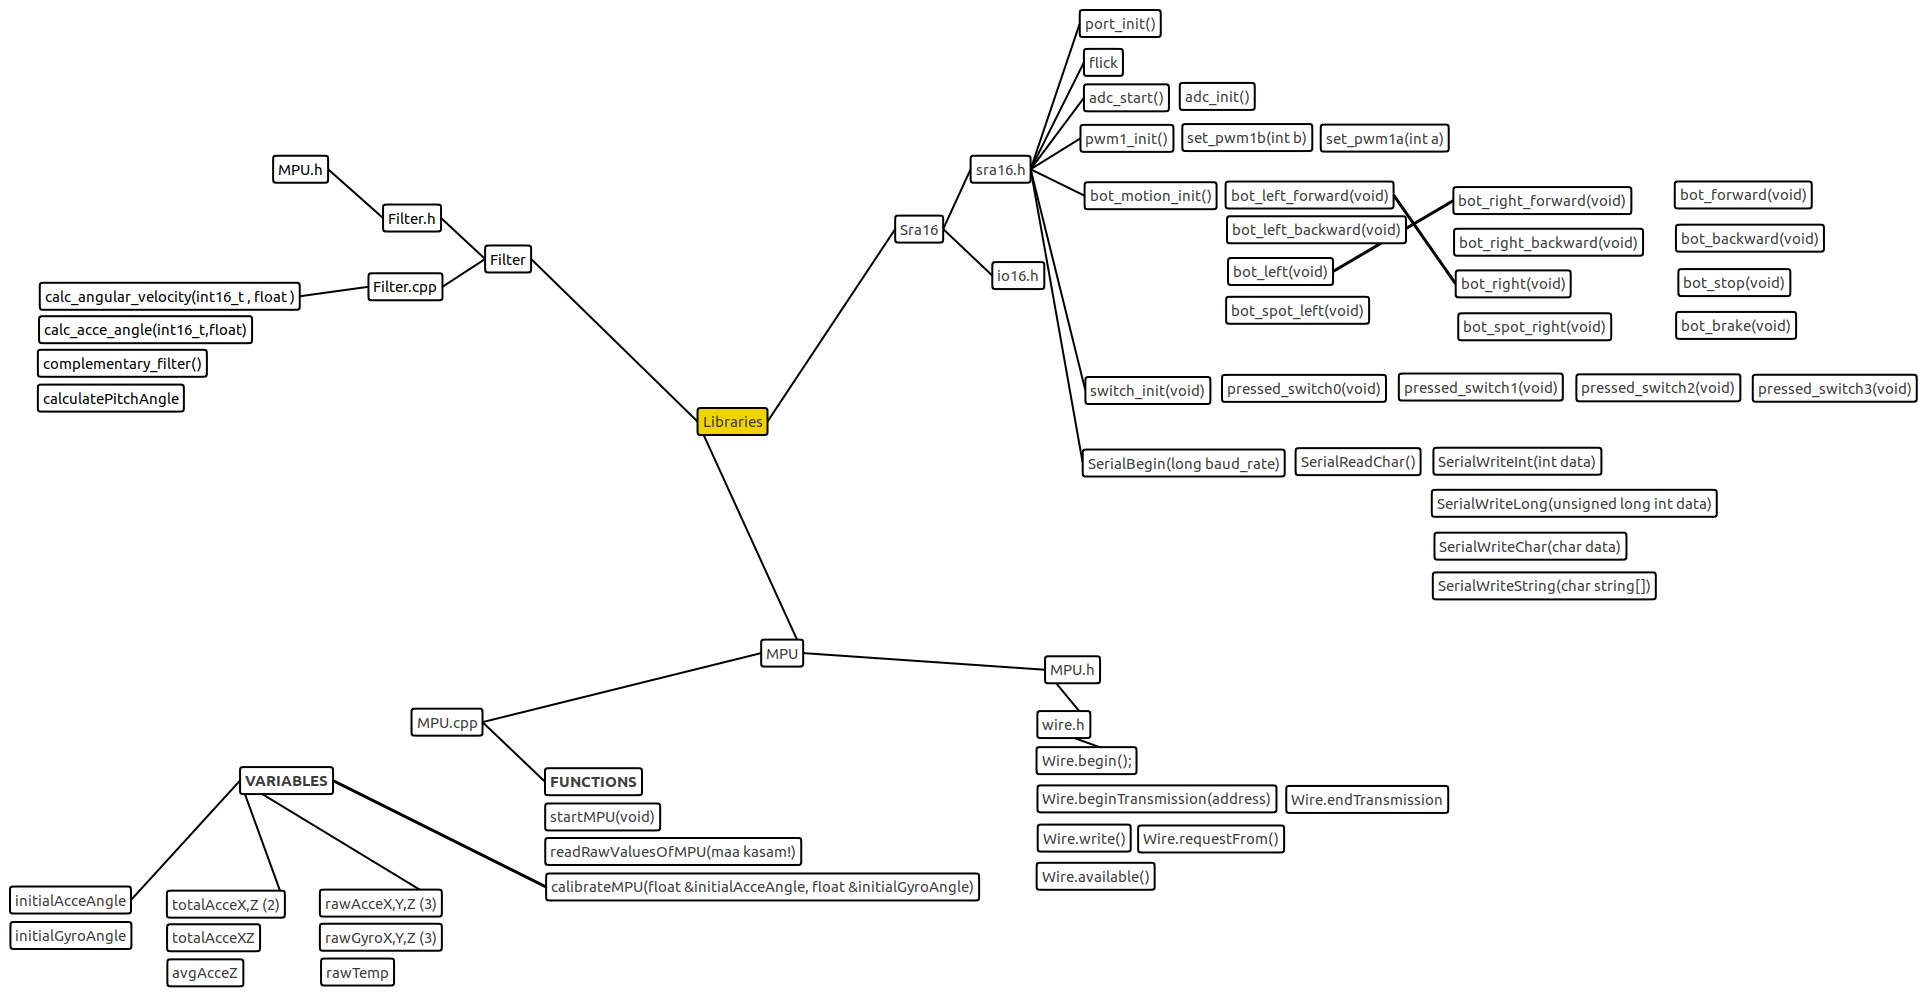 port_init()
flick
adc_start()
adc_init()
pwm1_init()
set_pwm1b(int b)
set_pwm1a(int a)
MPU.h
sra16.h
bot_motion_init()
bot_left_forward(void)
bot_right_forward(void)
bot_forward(void)
Filter.h
Sra16
bot_left_backward(void)
bot_right_backward(void)
bot_backward(void)
Filter
io16.h
bot_left(void)
bot_right(void)
bot_stop(void)
Filter.cpp
calc_angular_velocity(int16_t , float )
bot_spot_left(void)
bot_spot_right(void)
bot_brake(void)
calc_acce_angle(int16_t,float)
complementary_filter()
calculatePitchAngle
switch_init(void)
pressed_switch0(void)
pressed_switch1(void)
pressed_switch2(void)
pressed_switch3(void)
Libraries
SerialBegin(long baud_rate)
SerialReadChar()
SerialWriteInt(int data)
SerialWriteLong(unsigned long int data)
SerialWriteChar(char data)
SerialWriteString(char string[])
MPU
MPU.h
MPU.cpp
wire.h
Wire.begin();
VARIABLES
FUNCTIONS
Wire.beginTransmission(address)
Wire.endTransmission
startMPU(void)
Wire.write()
Wire.requestFrom()
readRawValuesOfMPU(maa kasam!)
Wire.available()
calibrateMPU(float &initialAcceAngle, float &initialGyroAngle)
initialAcceAngle
totalAcceX,Z (2)
rawAcceX,Y,Z (3)
initialGyroAngle
totalAcceXZ
rawGyroX,Y,Z (3)
avgAcceZ
rawTemp